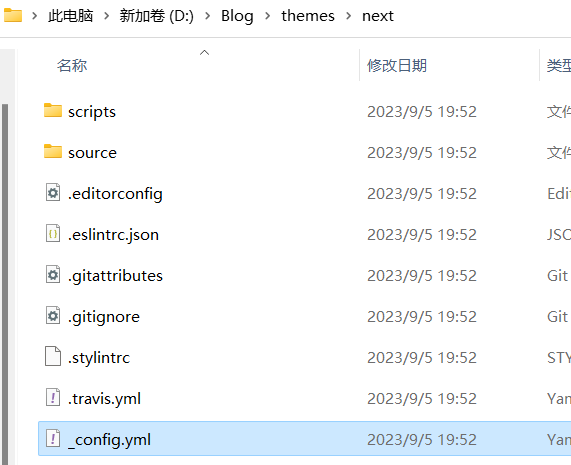 此电脑 > 新加卷 (D:) > Blog > themes > next
名称 修改日期 类型
scripts 2023/9/5 19:52 文件
source 2023/9/5 19:52 文件
.editorconfig 2023/9/5 19:52 Edi
.eslintrc.json 2023/9/5 19:52 JSO
.gitattributes 2023/9/5 19:52 Git
.gitignore 2023/9/5 19:52 Git
.stylintrc 2023/9/5 19:52 STY
.travis.yml 2023/9/5 19:52 Yam
_config.yml 2023/9/5 19:52 Yam